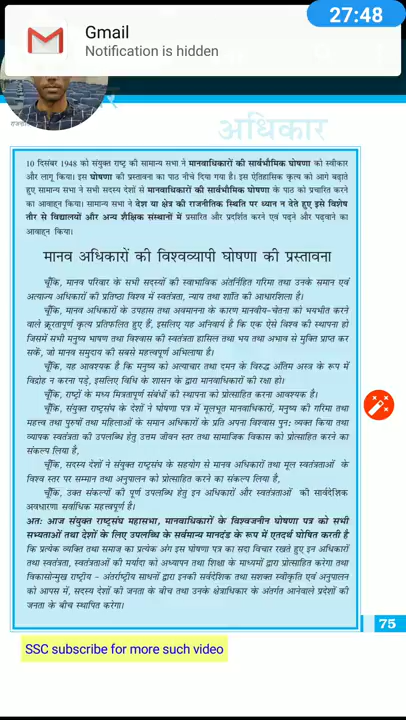 27:48
Gmail
Notification is hidden
अधिकार
10 दिसंबर 1948 को संयुक्त राष्ट्र की सामान्य सभा ने मानवाधिकारों की सार्वभौमिक घोषणा को स्वीकार
और लागू किया। इस घोषणा की प्रस्तावना का पाठ नीचे दिया गया है। इस ऐतिहासिक कृत्य को आगे बढ़ाते
हुए सामान्य सभा ने सभी सदस्य देशों से मानवाधिकारों की सार्वभौमिक घोषणा के पाठ को प्रचारित करने
का आवाहन किया। सामान्य सभा ने देश या क्षेत्र की राजनीतिक स्थिति पर ध्यान न देते हुए इसे विशेष
तौर से विद्यालयों और अन्य शैक्षिक संस्थानों में प्रसारित और प्रदर्शित करने एवं पढ़ने और पढ़वाने का
आवाहन किया।
मानव अधिकारों की विश्वव्यापी घोषणा की प्रस्तावना
चूँकि, मानव परिवार के सभी सदस्यों की स्वाभाविक अंतर्निहित गरिमा तथा उनके समान एवं
अत्याज्य अधिकारों की प्रतिष्ठा विश्व में स्वतंत्रता, न्याय तथा शांति की आधारशिला है।
चूँकि, मानव अधिकारों के उपहास तथा अवमानना के कारण मानवीय-चेतना को भयभीत करने
वाले क्रूरतापूर्ण कृत्य प्रतिफलित हुए हैं, इसलिए यह अनिवार्य है कि एक ऐसे विश्व की स्थापना हो
जिसमें सभी मनुष्य भाषण तथा विश्वास की स्वतंत्रता हासिल तथा भय तथा अभाव से मुक्ति प्राप्त कर
सकें, जो मानव समुदाय की सबसे महत्त्वपूर्ण अभिलाषा है।
चूँकि, यह आवश्यक है कि मनुष्य को अत्याचार तथा दमन के विरुद्ध अंतिम अस्त्र के रूप में
विद्रोह न करना पड़े, इसलिए विधि के शासन के द्वारा मानवाधिकारों की रक्षा हो।
चूँकि, राष्ट्रों के मध्य मित्रतापूर्ण संबंधों की स्थापना को प्रोत्साहित करना आवश्यक है।
चूँकि, संयुक्त राष्ट्रसंघ के देशों ने घोषणा पत्र में मूलभूत मानवाधिकारों, मनुष्य की गरिमा तथा
महत्त्व तथा पुरुषों तथा महिलाओं के समान अधिकारों के प्रति अपना विश्वास पुनः व्यक्त किया तथा
व्यापक स्वतंत्रता की उपलब्धि हेतु उत्तम जीवन स्तर तथा सामाजिक विकास को प्रोत्साहित करने का
संकल्प लिया है,
चूँकि, सदस्य देशों ने संयुक्त राष्ट्रसंघ के सहयोग से मानव अधिकारों तथा मूल स्वतंत्रताओं के
विश्व स्तर पर सम्मान तथा अनुपालन को प्रोत्साहित करने का संकल्प लिया है,
चूँकि, उक्त संकल्पों की पूर्ण उपलब्धि हेतु इन अधिकारों और स्वतंत्रताओं की सार्वदेशिक
अवधारणा सर्वाधिक महत्त्वपूर्ण है।
अतः आज संयुक्त राष्ट्रसंघ महासभा, मानवाधिकारों के विश्वजनीन घोषणा पत्र को सभी
सभ्यताओं तथा देशों के लिए उपलब्धि के सर्वमान्य मानदंड के रूप में एतदर्थ घोषित करती है
कि प्रत्येक व्यक्ति तथा समाज का प्रत्येक अंग इस घोषणा पत्र का सदा विचार रखते हुए इन अधिकारों
तथा स्वतंत्रता, स्वतंत्रताओं की मर्यादा को अध्यापन तथा शिक्षा के माध्यमों द्वारा प्रोत्साहित करेगा तथा
विकासोन्मुख राष्ट्रीय - अंतर्राष्ट्रीय साधनों द्वारा इनकी सर्वदेशिक तथा सशक्त स्वीकृति एवं अनुपालन
को आपस में, सदस्य देशों की जनता के बीच तथा उनके क्षेत्राधिकार के अंतर्गत आनेवाले प्रदेशों की
जनता के बीच स्थापित करेगा।
75
SSC subscribe for more such video